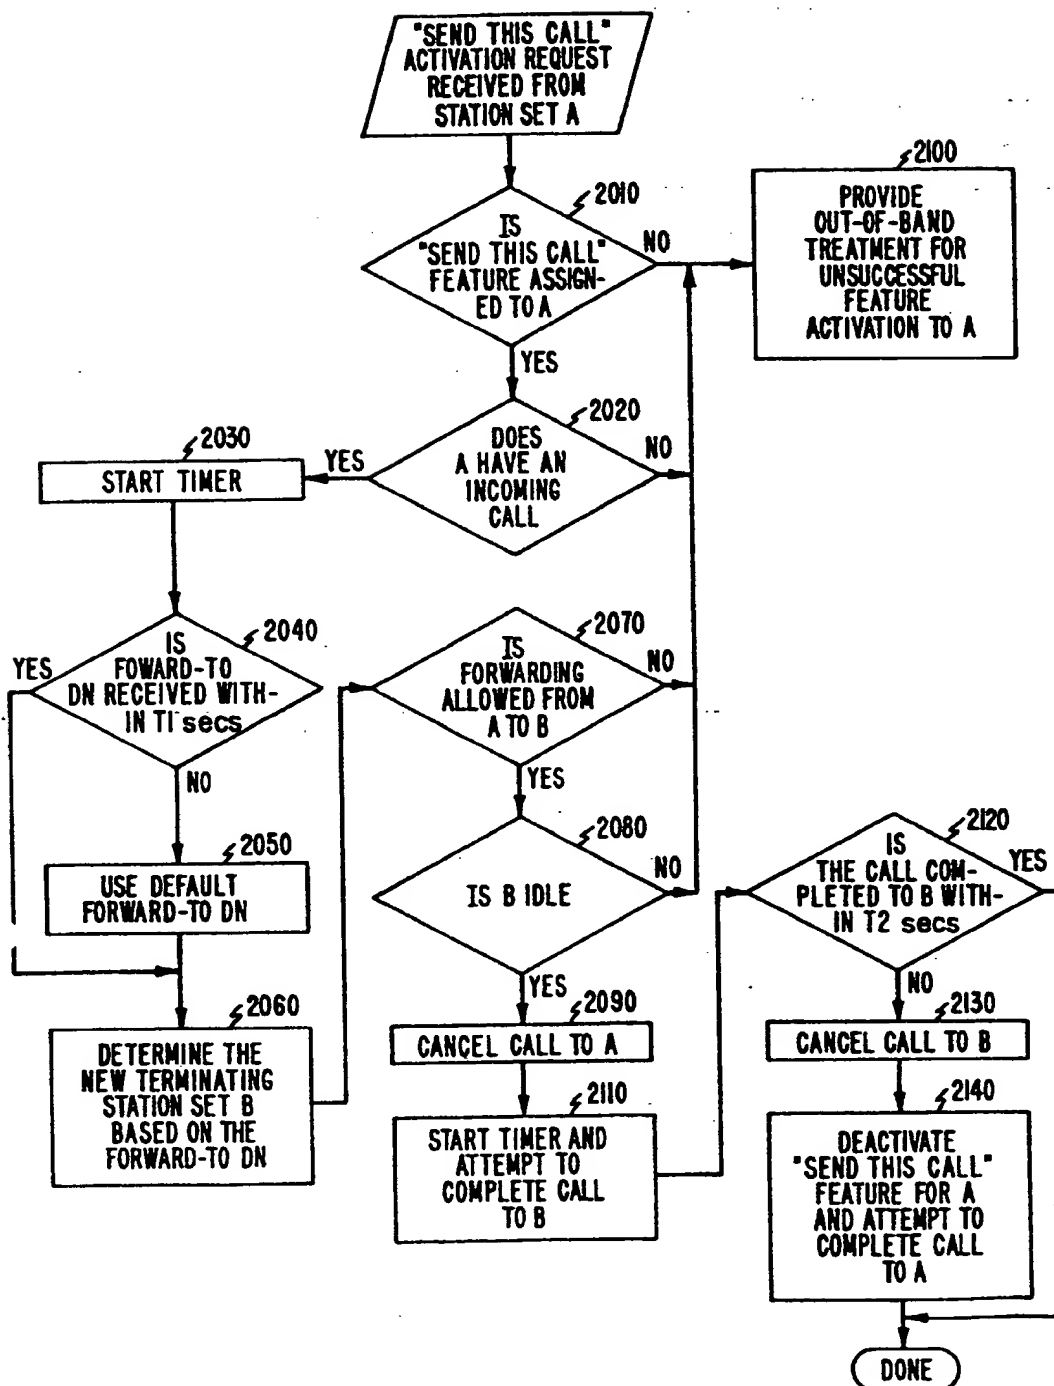 "SEND THIS CALL"
ACTIVATION REQUEST
RECEIVED FROM
STATION SET A
2010
IS
"SEND THIS CALL"
FEATURE ASSIGN-
ED TO A
NO
YES
2100
PROVIDE
OUT-OF-BAND
TREATMENT FOR
UNSUCCESSFUL
FEATURE
ACTIVATION TO A
2020
DOES
A HAVE AN
INCOMING
CALL
NO
YES
2030
START TIMER
2040
IS
FOWARD-TO
DN RECEIVED WITH-
IN T1 secs
YES
NO
2050
USE DEFAULT
FORWARD-TO DN
2060
DETERMINE THE
NEW TERMINATING
STATION SET B
BASED ON THE
FORWARD-TO DN
2070
IS
FORWARDING
ALLOWED FROM
A TO B
NO
YES
2080
IS B IDLE
NO
YES
2090
CANCEL CALL TO A
2110
START TIMER AND
ATTEMPT TO
COMPLETE CALL
TO B
2120
IS
THE CALL COM-
PLETED TO B WITH-
IN T2 secs
YES
NO
2130
CANCEL CALL TO B
2140
DEACTIVATE
"SEND THIS CALL"
FEATURE FOR A
AND ATTEMPT TO
COMPLETE CALL
TO A
DONE